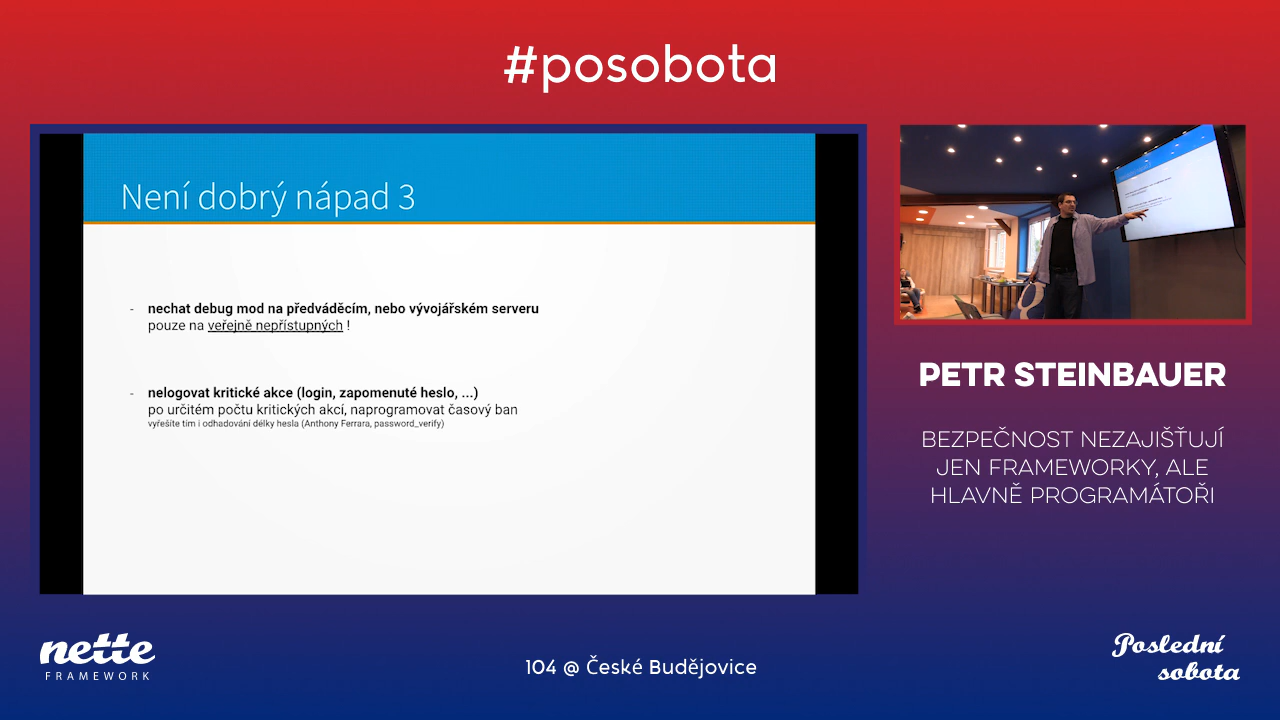 #posobota
Není dobrý nápad 3
- nechat debug mod na předváděcím, nebo vývojářském serveru
pouze na veřejně nepřístupných !
- nelogovat kritické akce (login, zapomenuté heslo, ...)
po určitém počtu kritických akcí, naprogramovat časový ban
vyřešíte tím i odhadování délky hesla (Anthony Ferrara, password_verify)
PETR STEINBAUER
BEZPEČNOST NEZAJIŠŤUJÍ
JEN FRAMEWORKY, ALE
HLAVNĚ PROGRAMÁTOŘI
nette
FRAMEWORK
104 @ České Budějovice
Poslední
sobota